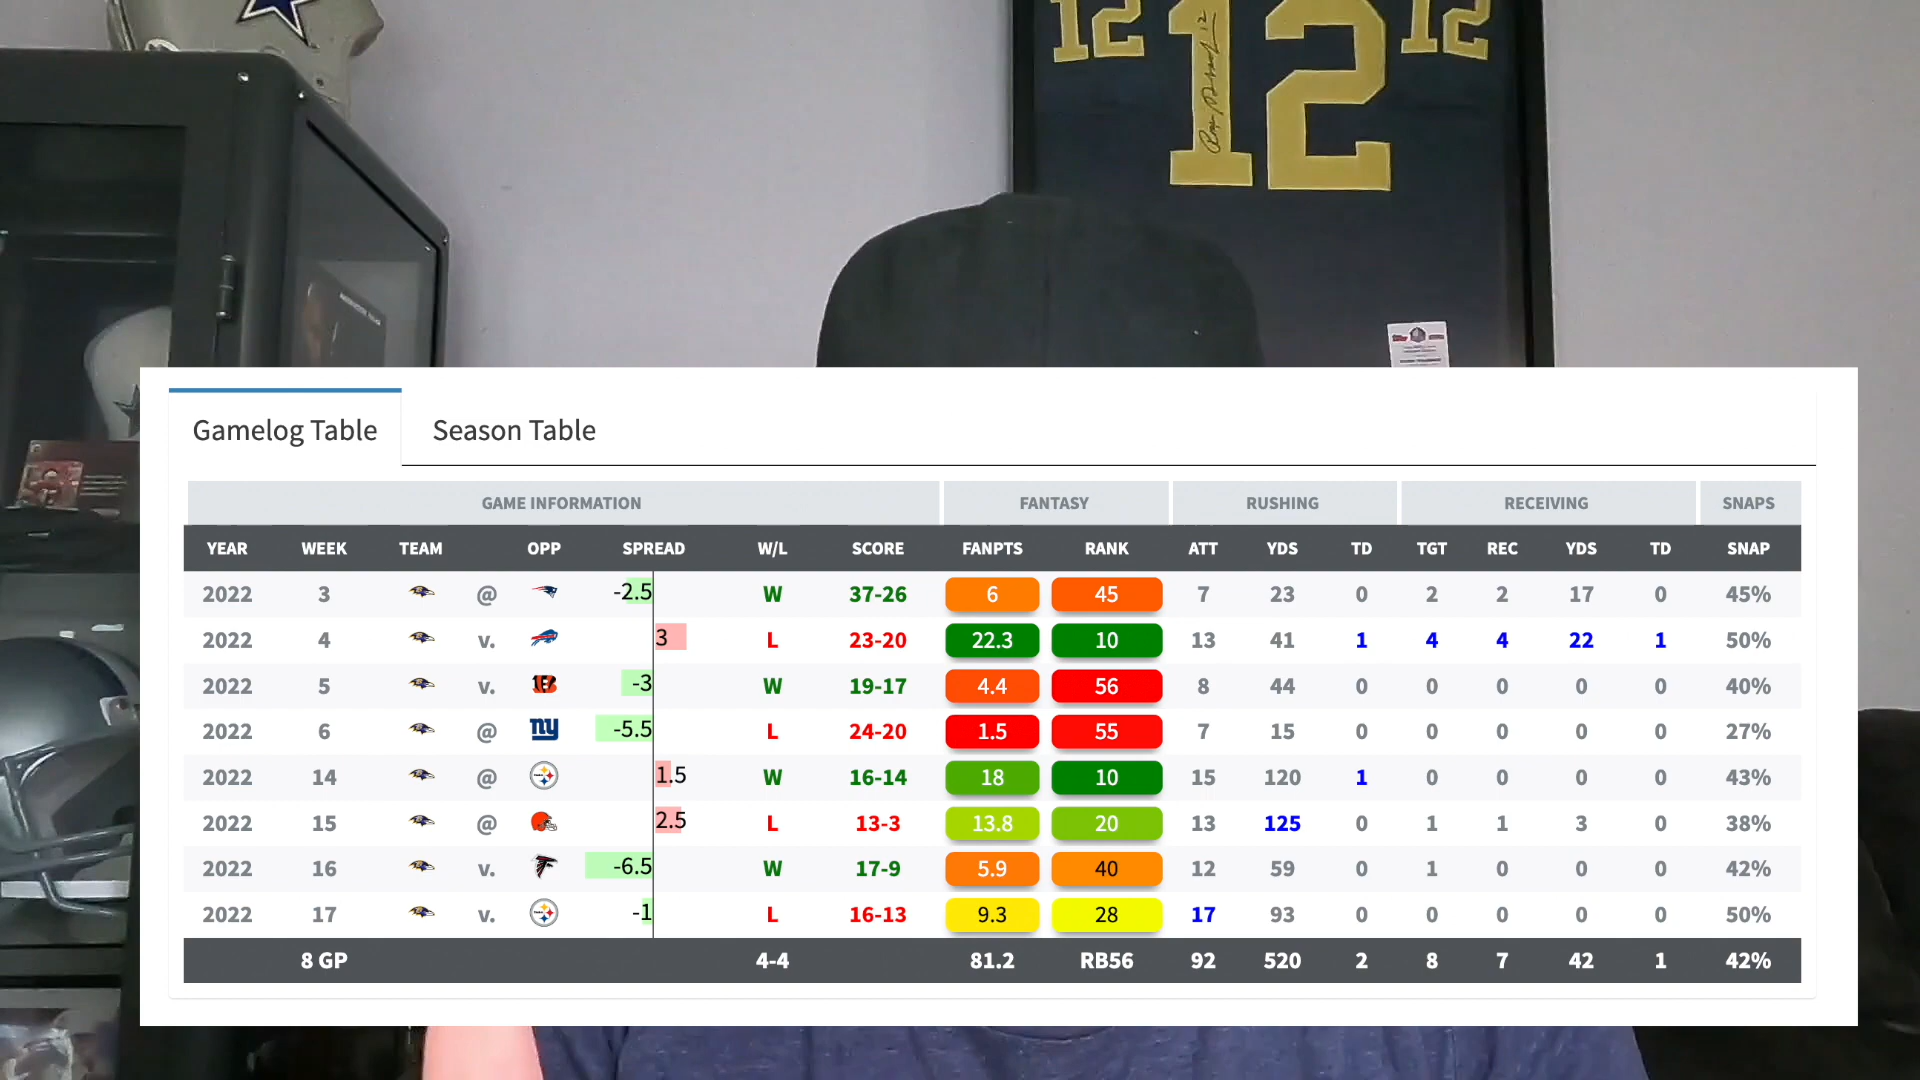 12 12 12
Gamelog Table Season Table
GAME INFORMATION FANTASY RUSHING RECEIVING SNAPS
YEAR WEEK TEAM OPP SPREAD W/L SCORE FANPTS RANK ATT YDS TD TGT REC YDS TD SNAP
2022 3 @ -2.5 W 37-26 6 45 7 23 0 2 2 17 0 45%
2022 4 v. 3 L 23-20 22.3 10 13 41 1 4 4 22 1 50%
2022 5 v. -3 W 19-17 4.4 56 8 44 0 0 0 0 0 40%
2022 6 @ ny -5.5 L 24-20 1.5 55 7 15 0 0 0 0 0 27%
2022 14 @ 1.5 W 16-14 18 10 15 120 1 0 0 0 0 43%
2022 15 @ 2.5 L 13-3 13.8 20 13 125 0 1 1 3 0 38%
2022 16 v. -6.5 W 17-9 5.9 40 12 59 0 1 0 0 0 42%
2022 17 v. -1 L 16-13 9.3 28 17 93 0 0 0 0 0 50%
8 GP 4-4 81.2 RB56 92 520 2 8 7 42 1 42%